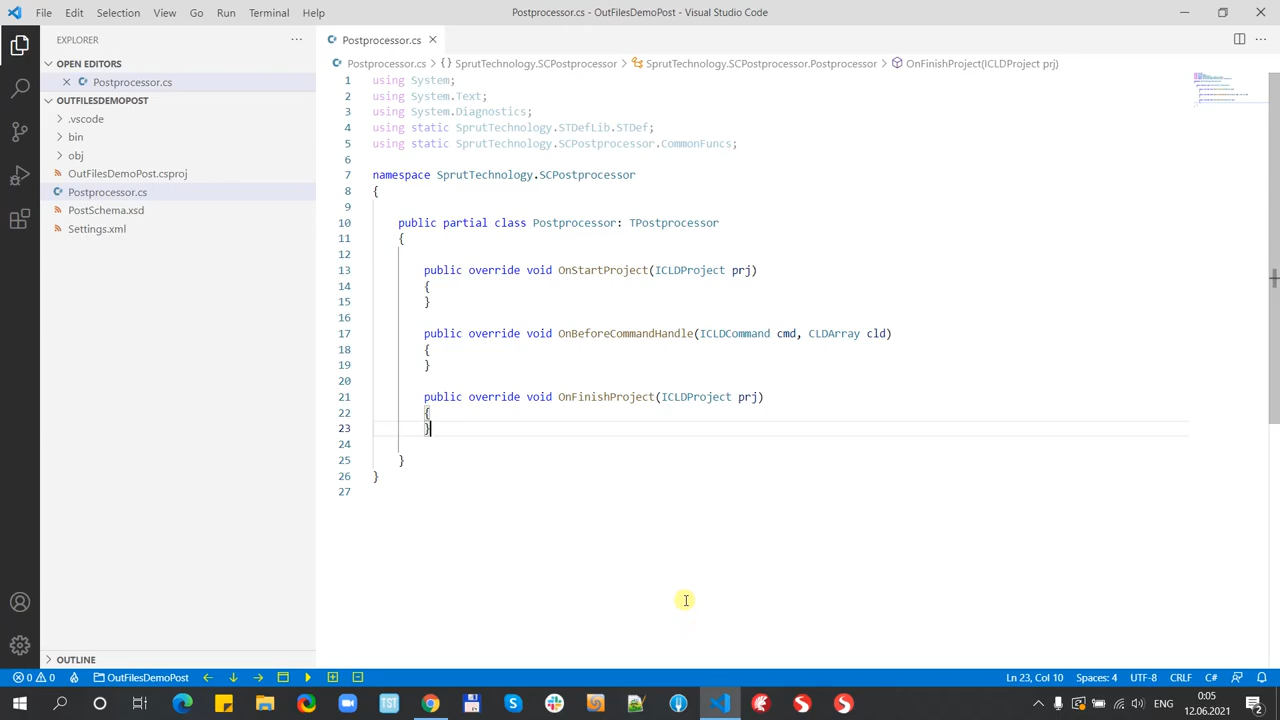 File Edit Selection View Go Run Terminal Help
Postprocessor.cs - OutFilesDemoPost - Visual Studio Code
EXPLORER
OPEN EDITORS
Postprocessor.cs
OUTFILESDEMOPOST
.vscode
bin
obj
OutFilesDemoPost.csproj
Postprocessor.cs
PostSchema.xsd
Settings.xml
OUTLINE
Postprocessor.cs
Postprocessor.cs > {} SprutTechnology.SCPostprocessor > SprutTechnology.SCPostprocessor.Postprocessor > OnFinishProject(ICLDProject prj)
1 using System;
2 using System.Text;
3 using System.Diagnostics;
4 using static SprutTechnology.STDefLib.STDef;
5 using static SprutTechnology.SCPostprocessor.CommonFuncs;
6
7 namespace SprutTechnology.SCPostprocessor
8 {
9
10 public partial class Postprocessor: TPostprocessor
11 {
12
13 public override void OnStartProject(ICLDProject prj)
14 {
15 }
16
17 public override void OnBeforeCommandHandle(ICLDCommand cmd, CLDArray cld)
18 {
19 }
20
21 public override void OnFinishProject(ICLDProject prj)
22 {
23 }
24
25 }
26 }
27
0 0 OutFilesDemoPost Ln 23, Col 10 Spaces: 4 UTF-8 CRLF C#
TST ENG 0:05 12.06.2021 2